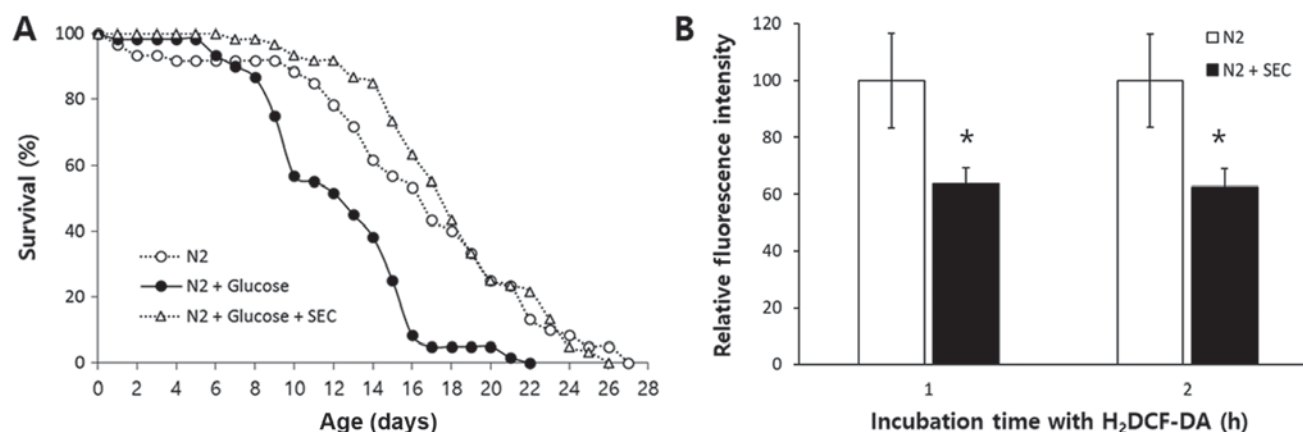 A
Survival (%)
100
80
60
40
20
0
N2
N2 + Glucose
N2 + Glucose + SEC
0 2 4 6 8 10 12 14 16 18 20 22 24 26 28
Age (days)
B
Relative fluorescence intensity
120
100
80
60
40
20
0
N2
N2 + SEC
*
*
1 2
Incubation time with H₂DCF-DA (h)